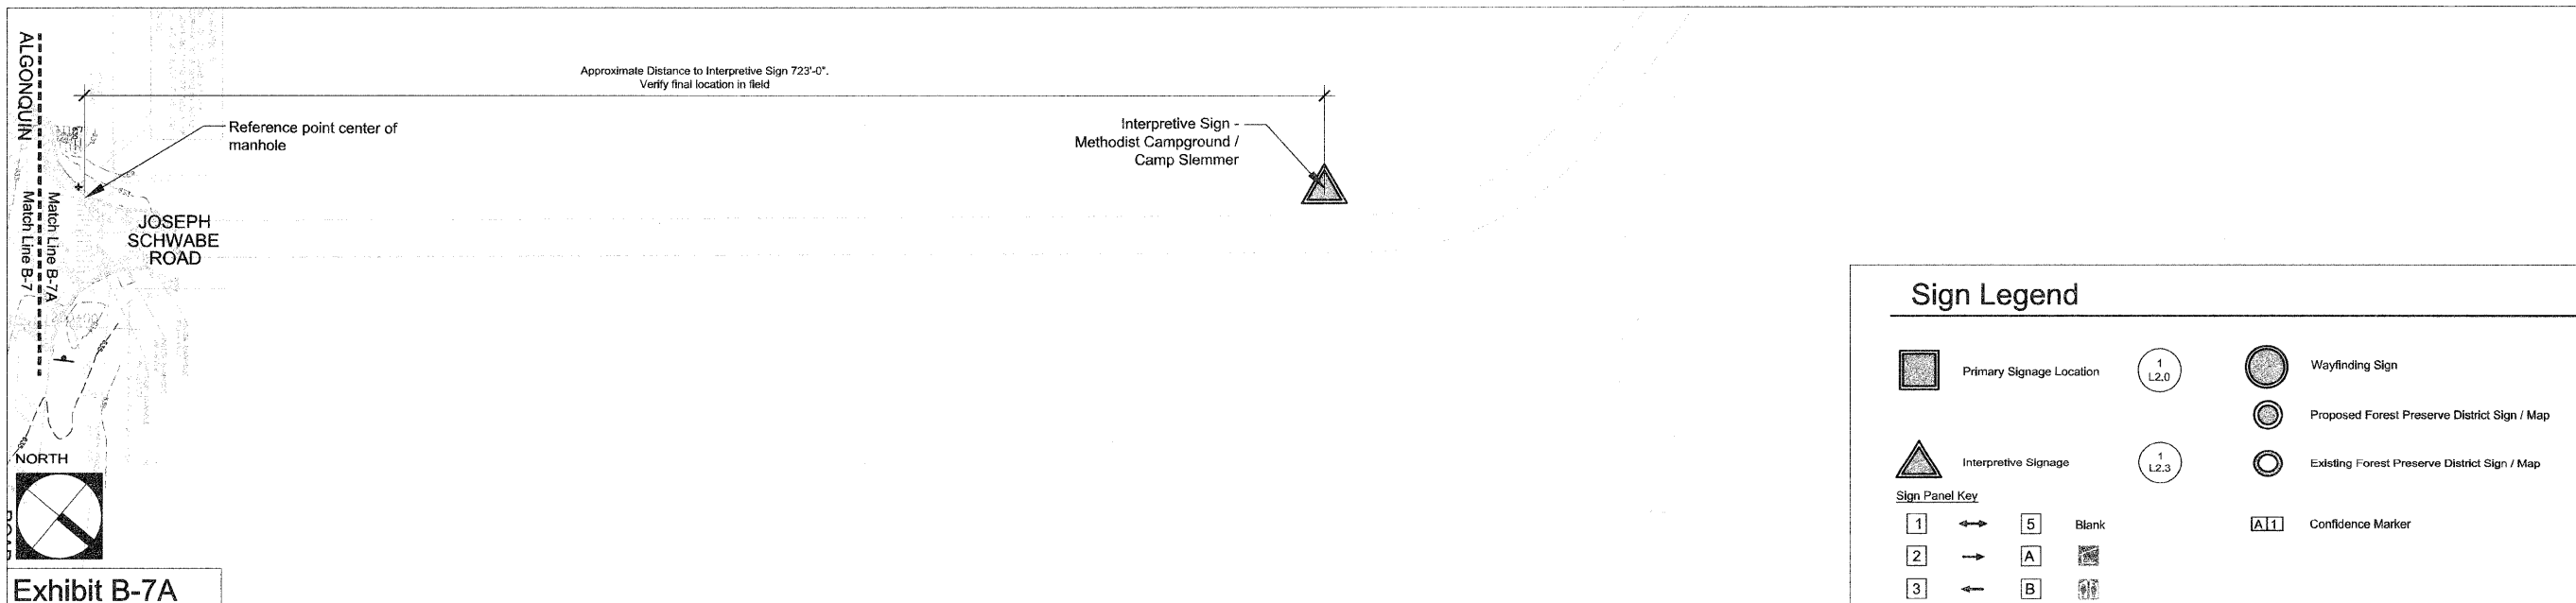 ALGONQUIN
Match Line B-7A
Match Line B-7
Approximate Distance to Interpretive Sign 723'-0".
Verify final location in field
Reference point center of
manhole
Interpretive Sign -
Methodist Campground /
Camp Slemmer
JOSEPH
SCHWABE
ROAD
NORTH
ROAD
Exhibit B-7A
Sign Legend
Primary Signage Location
1
L2.0
Wayfinding Sign
Proposed Forest Preserve District Sign / Map
Interpretive Signage
1
L2.3
Existing Forest Preserve District Sign / Map
Sign Panel Key
1 5 Blank
A 1 Confidence Marker
2 A
3 B